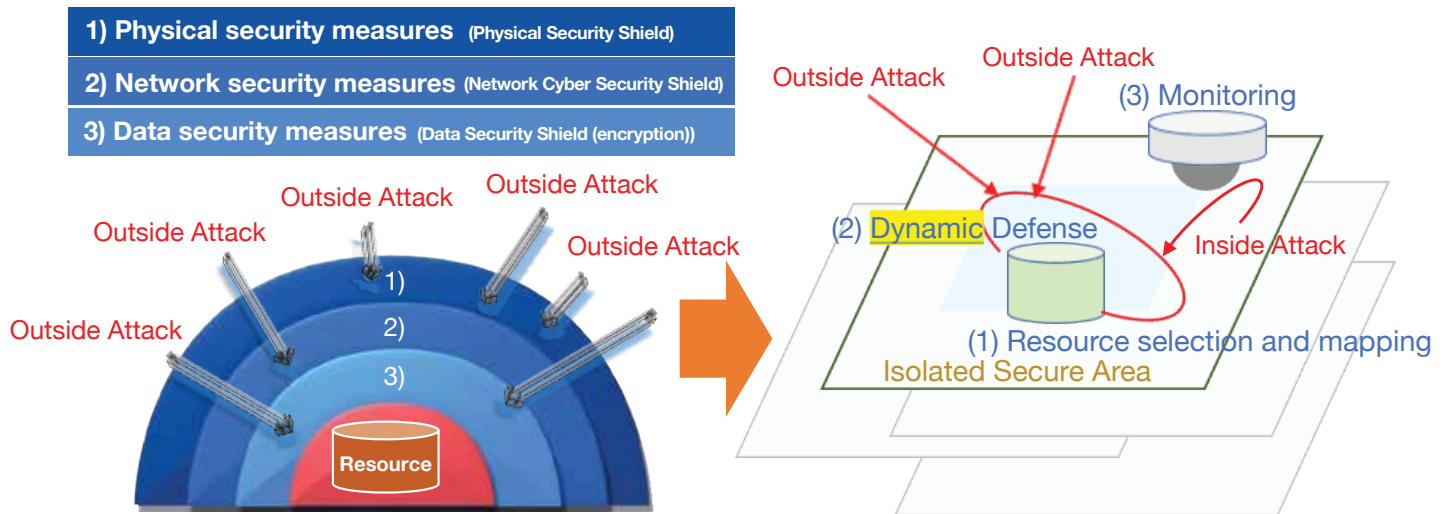 1) Physical security measures (Physical Security Shield)
2) Network security measures (Network Cyber Security Shield)
3) Data security measures (Data Security Shield (encryption))
Outside Attack
Outside Attack
Outside Attack
Outside Attack
Outside Attack
1)
2)
3)
Resource
Outside Attack
Outside Attack
(3) Monitoring
(2) Dynamic Defense
Inside Attack
(1) Resource selection and mapping
Isolated Secure Area